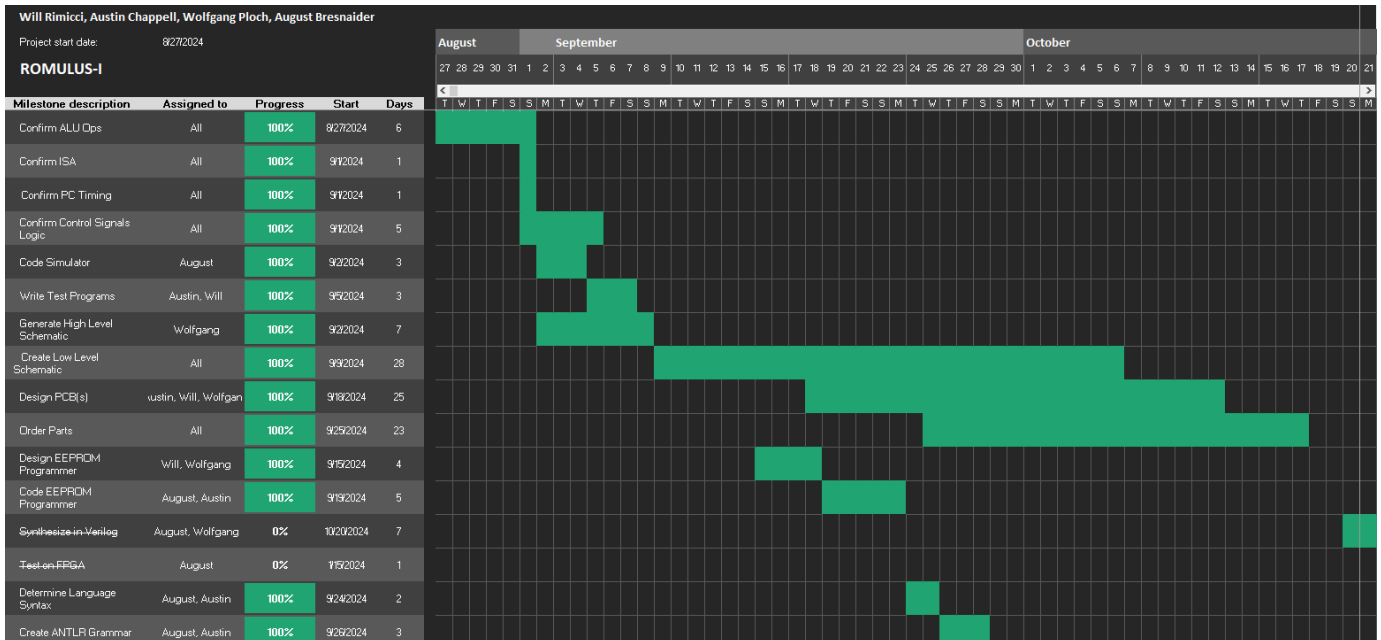 Will Rimicci, Austin Chappell, Wolfgang Ploch, August Bresnaider
Project start date: 8/27/2024
August September October
ROMULUS-I
27 28 29 30 31 1 2 3 4 5 6 7 8 9 10 11 12 13 14 15 16 17 18 19 20 21 22 23 24 25 26 27 28 29 30 1 2 3 4 5 6 7 8 9 10 11 12 13 14 15 16 17 18 19 20 21
Milestone description Assigned to Progress Start Days T W T F S S M T W T F S S M T W T F S S M T W T F S S M T W T F S S M T W T F S S M T W T F S S M T W T F S S M
Confirm ALU Ops All 100% 8/27/2024 6
Confirm ISA All 100% 9/1/2024 1
Confirm PC Timing All 100% 9/1/2024 1
Confirm Control Signals
Logic All 100% 9/1/2024 5
Code Simulator August 100% 9/2/2024 3
Write Test Programs Austin, Will 100% 9/5/2024 3
Generate High Level
Schematic Wolfgang 100% 9/2/2024 7
Create Low Level
Schematic All 100% 9/9/2024 28
Design PCB(s) ustin, Will, Wolfgan 100% 9/18/2024 25
Order Parts All 100% 9/25/2024 23
Design EEPROM
Programmer Will, Wolfgang 100% 9/15/2024 4
Code EEPROM
Programmer August, Austin 100% 9/19/2024 5
Synthesize in Verilog August, Wolfgang 0% 10/20/2024 7
Test on FPGA August 0% 1/15/2024 1
Determine Language
Syntax August, Austin 100% 9/24/2024 2
Create ANTLR Grammar August, Austin 100% 9/26/2024 3